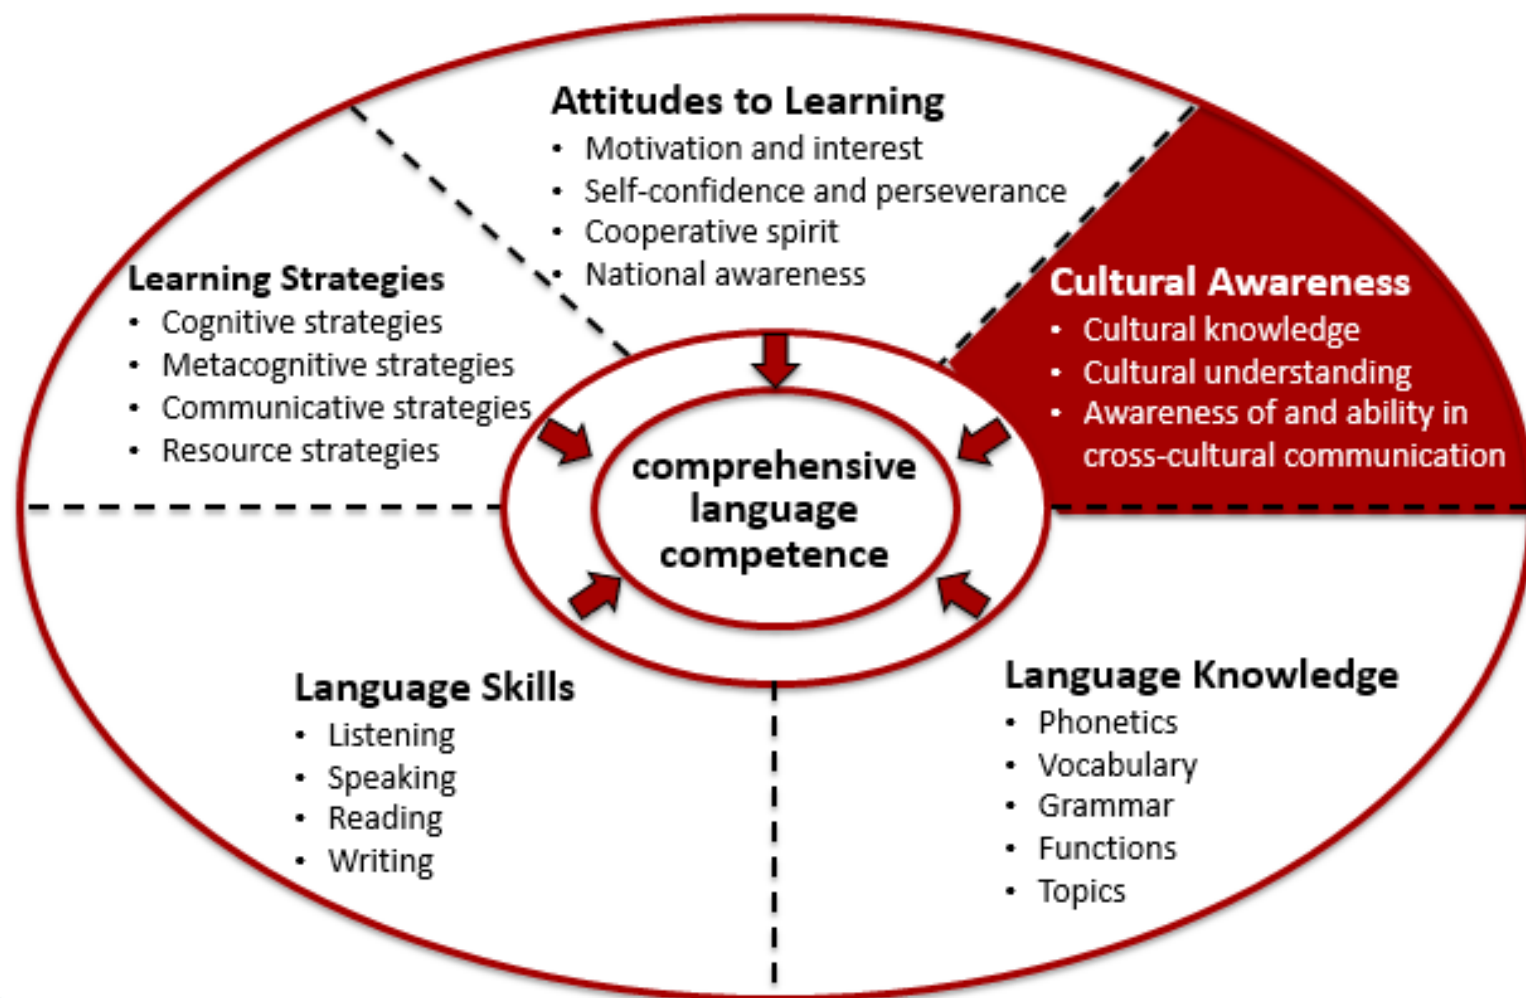 Attitudes to Learning
• Motivation and interest
• Self-confidence and perseverance
• Cooperative spirit
• National awareness
Learning Strategies
• Cognitive strategies
• Metacognitive strategies
• Communicative strategies
• Resource strategies
Cultural Awareness
• Cultural knowledge
• Cultural understanding
• Awareness of and ability in
cross-cultural communication
comprehensive
language
competence
Language Skills
• Listening
• Speaking
• Reading
• Writing
Language Knowledge
• Phonetics
• Vocabulary
• Grammar
• Functions
• Topics